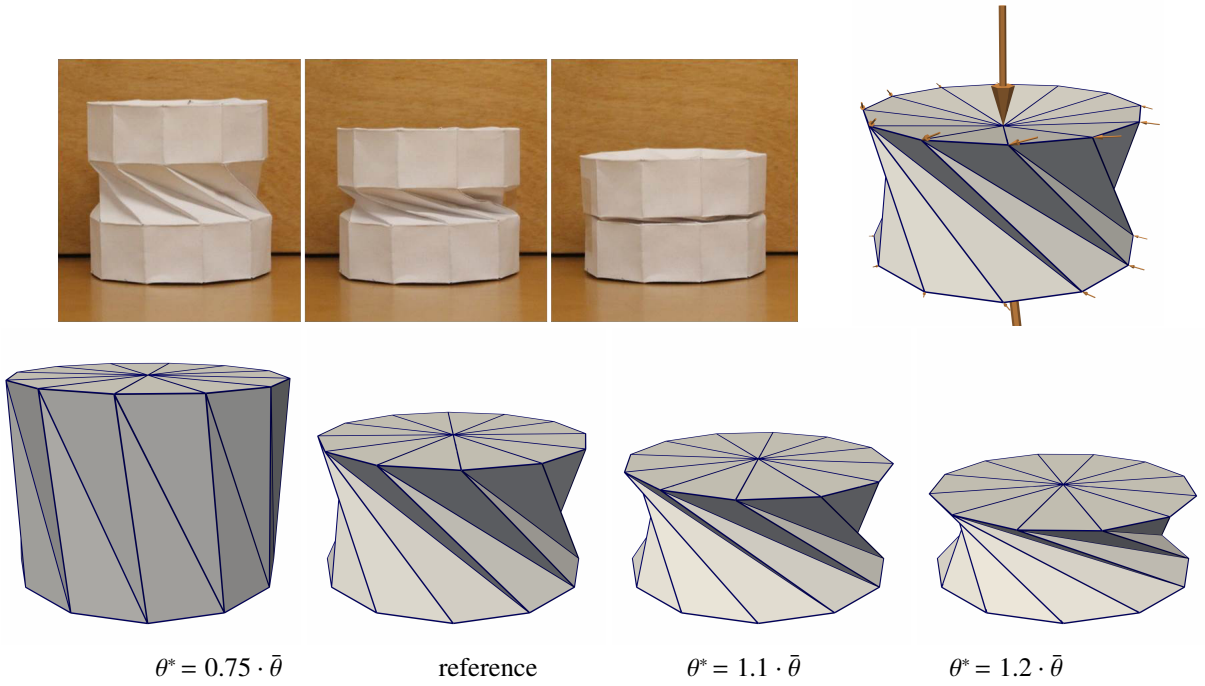 θ* = 0.75 · θ̄ reference θ* = 1.1 · θ̄ θ* = 1.2 · θ̄